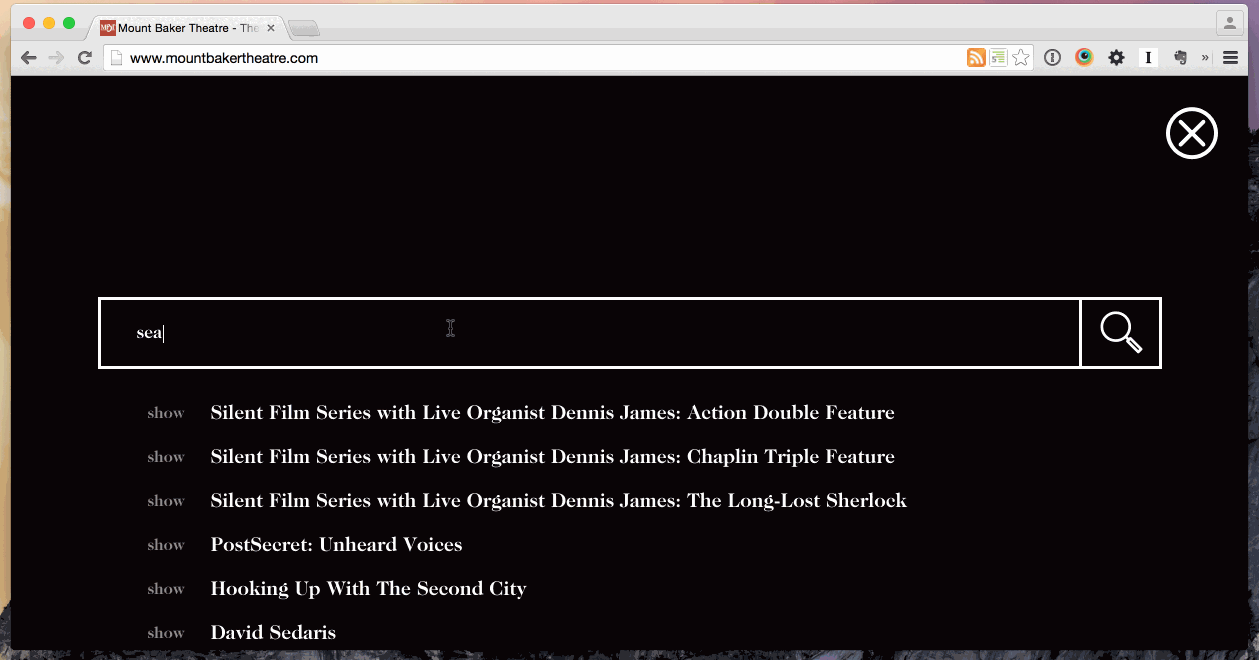 Mount Baker Theatre - The
www.mountbakertheatre.com
sea
show Silent Film Series with Live Organist Dennis James: Action Double Feature
show Silent Film Series with Live Organist Dennis James: Chaplin Triple Feature
show Silent Film Series with Live Organist Dennis James: The Long-Lost Sherlock
show PostSecret: Unheard Voices
show Hooking Up With The Second City
show David Sedaris